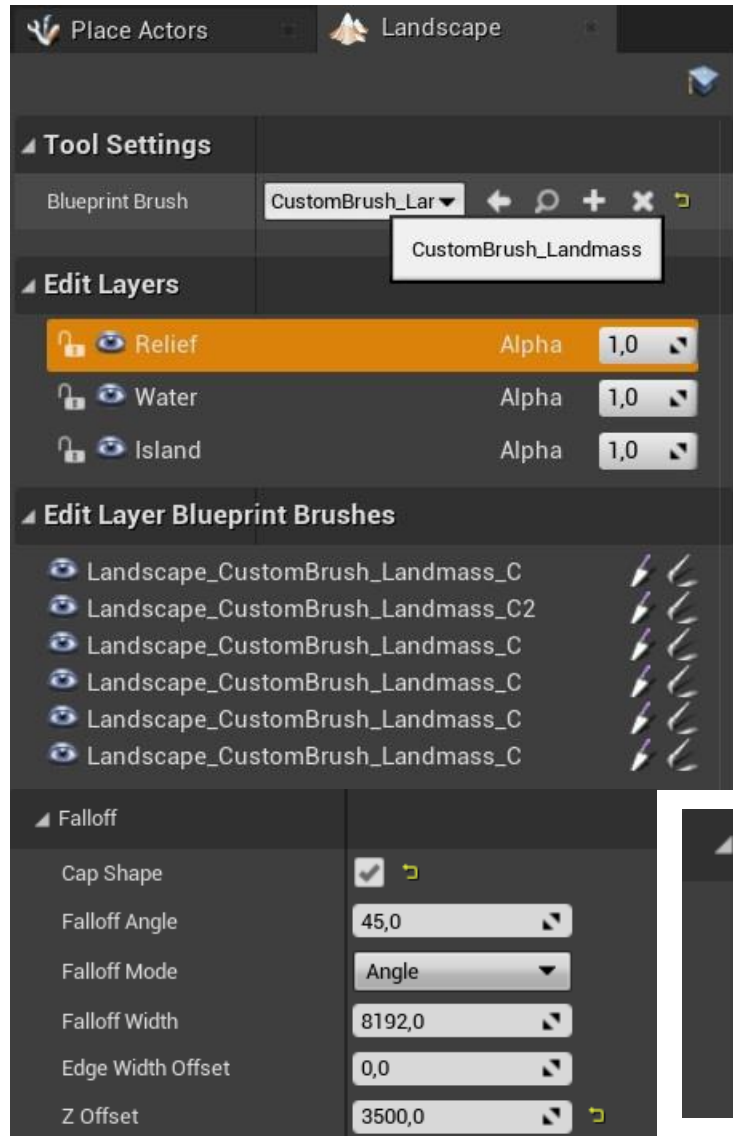 Place Actors Landscape
Tool Settings
Blueprint Brush CustomBrush_Lar
CustomBrush_Landmass
Edit Layers
Relief Alpha 1,0
Water Alpha 1,0
Island Alpha 1,0
Edit Layer Blueprint Brushes
Landscape_CustomBrush_Landmass_C
Landscape_CustomBrush_Landmass_C2
Landscape_CustomBrush_Landmass_C
Landscape_CustomBrush_Landmass_C
Landscape_CustomBrush_Landmass_C
Landscape_CustomBrush_Landmass_C
Falloff
Cap Shape
Falloff Angle 45,0
Falloff Mode Angle
Falloff Width 8192,0
Edge Width Offset 0,0
Z Offset 3500,0